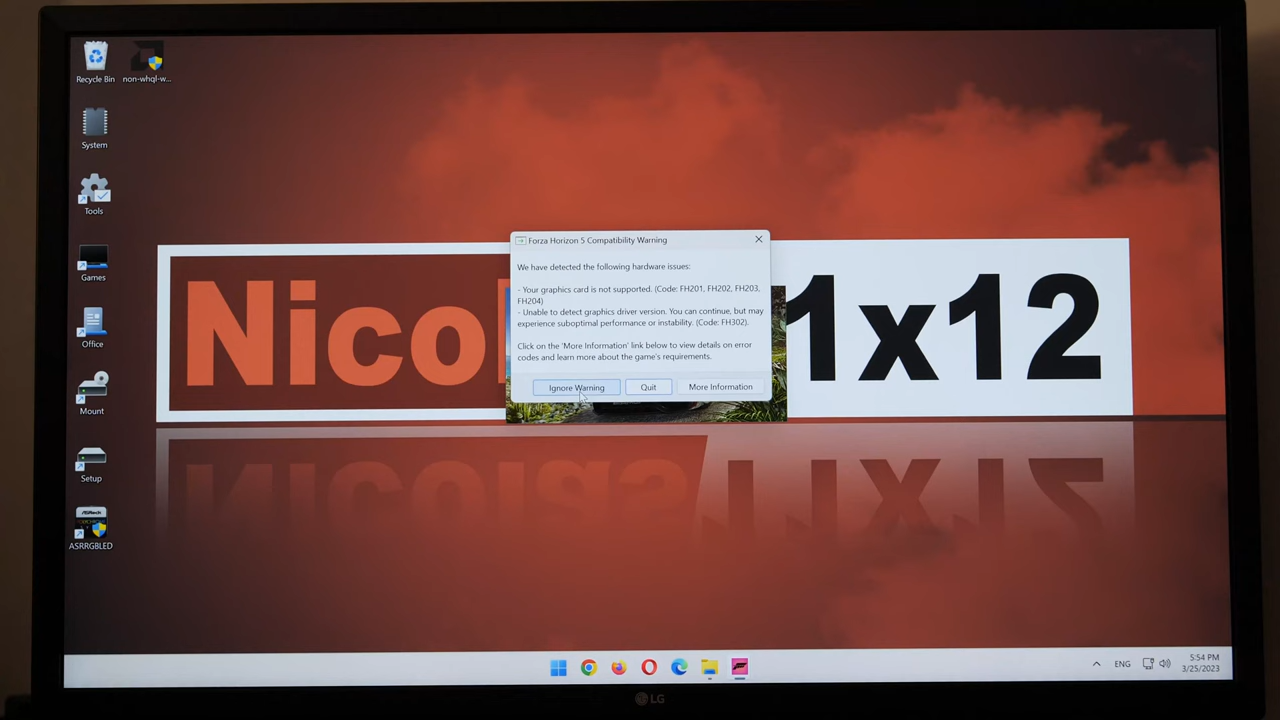 Recycle Bin
non-whql-w...
System
Tools
Games
Office
Mount
Setup
ASRock
ASRRGBLED
Nico
1x12
Forza Horizon 5 Compatibility Warning
We have detected the following hardware issues:
- Your graphics card is not supported. (Code: FH201, FH202, FH203,
FH204)
- Unable to detect graphics driver version. You can continue, but may
experience suboptimal performance or instability. (Code: FH302).
Click on the 'More Information' link below to view details on error
codes and learn more about the game's requirements.
Ignore Warning
Quit
More Information
ENG
5:54 PM
3/25/2023
LG